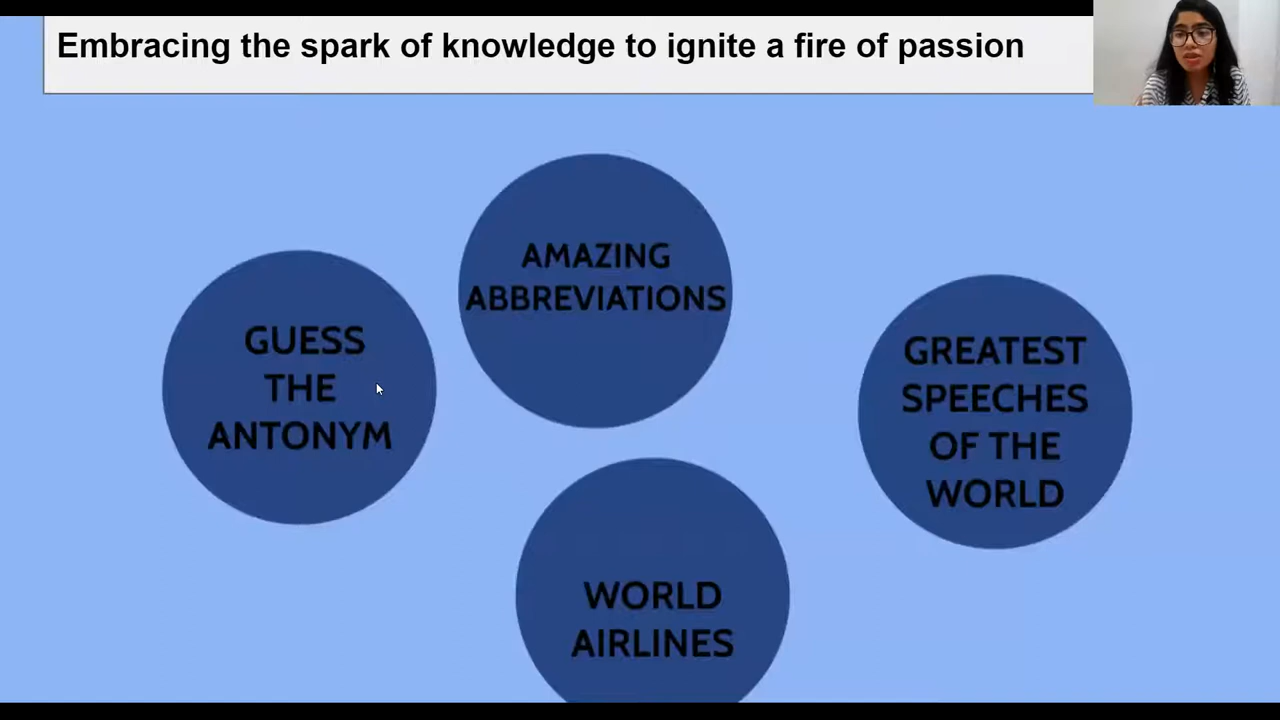 Embracing the spark of knowledge to ignite a fire of passion
AMAZING
ABBREVIATIONS
GUESS
THE
ANTONYM
GREATEST
SPEECHES
OF THE
WORLD
WORLD
AIRLINES